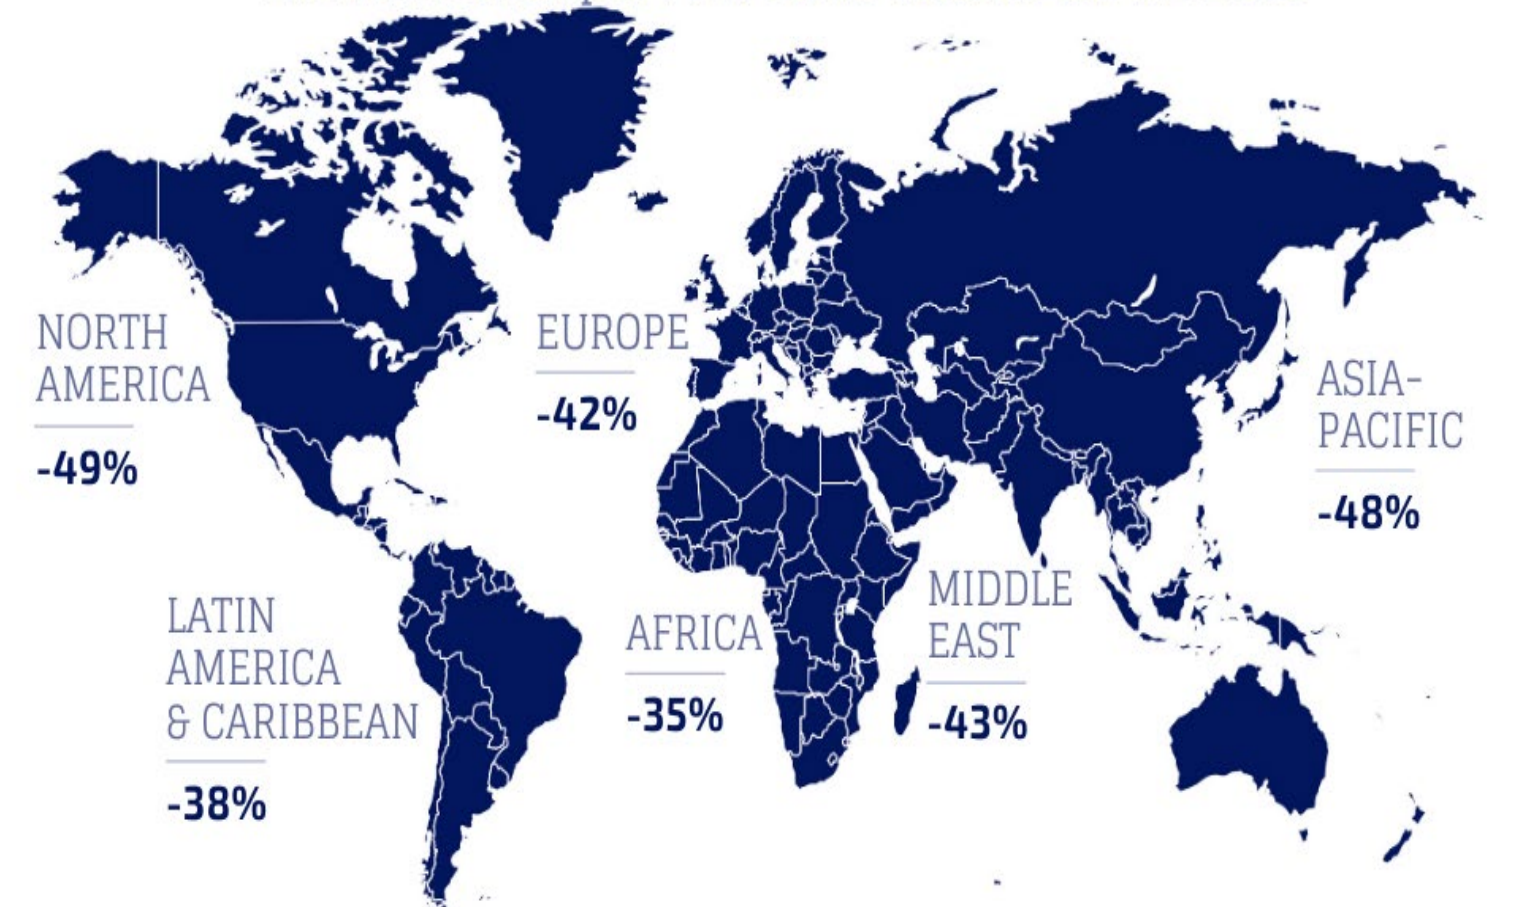 NORTH
AMERICA
-49%
EUROPE
-42%
ASIA-
PACIFIC
-48%
LATIN
AMERICA
& CARIBBEAN
-38%
AFRICA
-35%
MIDDLE
EAST
-43%